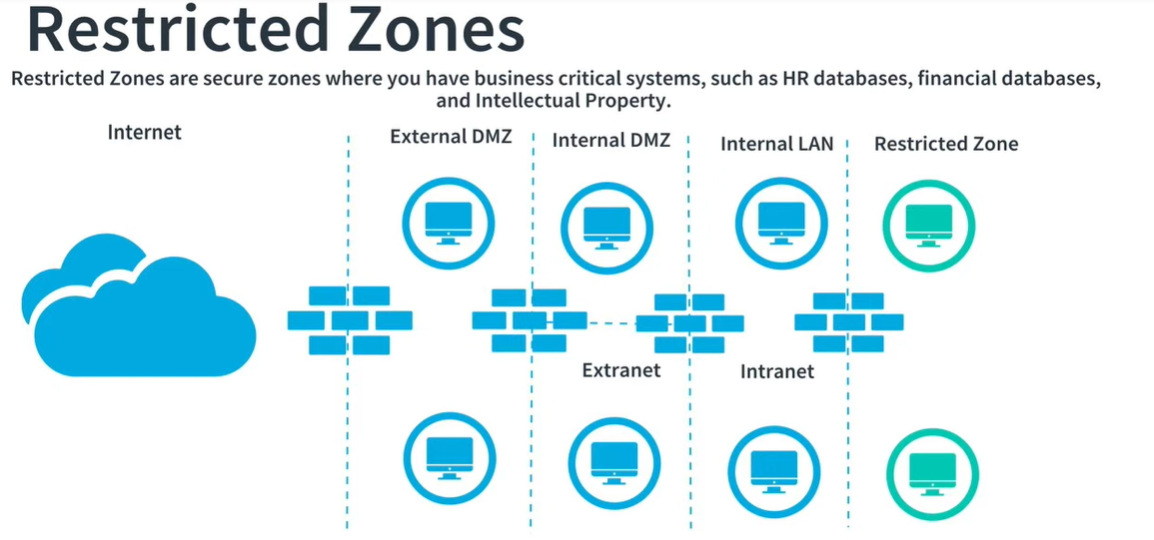 Restricted Zones
Restricted Zones are secure zones where you have business critical systems, such as HR databases, financial databases,
and Intellectual Property.
Internet
External DMZ
Internal DMZ
Internal LAN
Restricted Zone
Extranet
Intranet